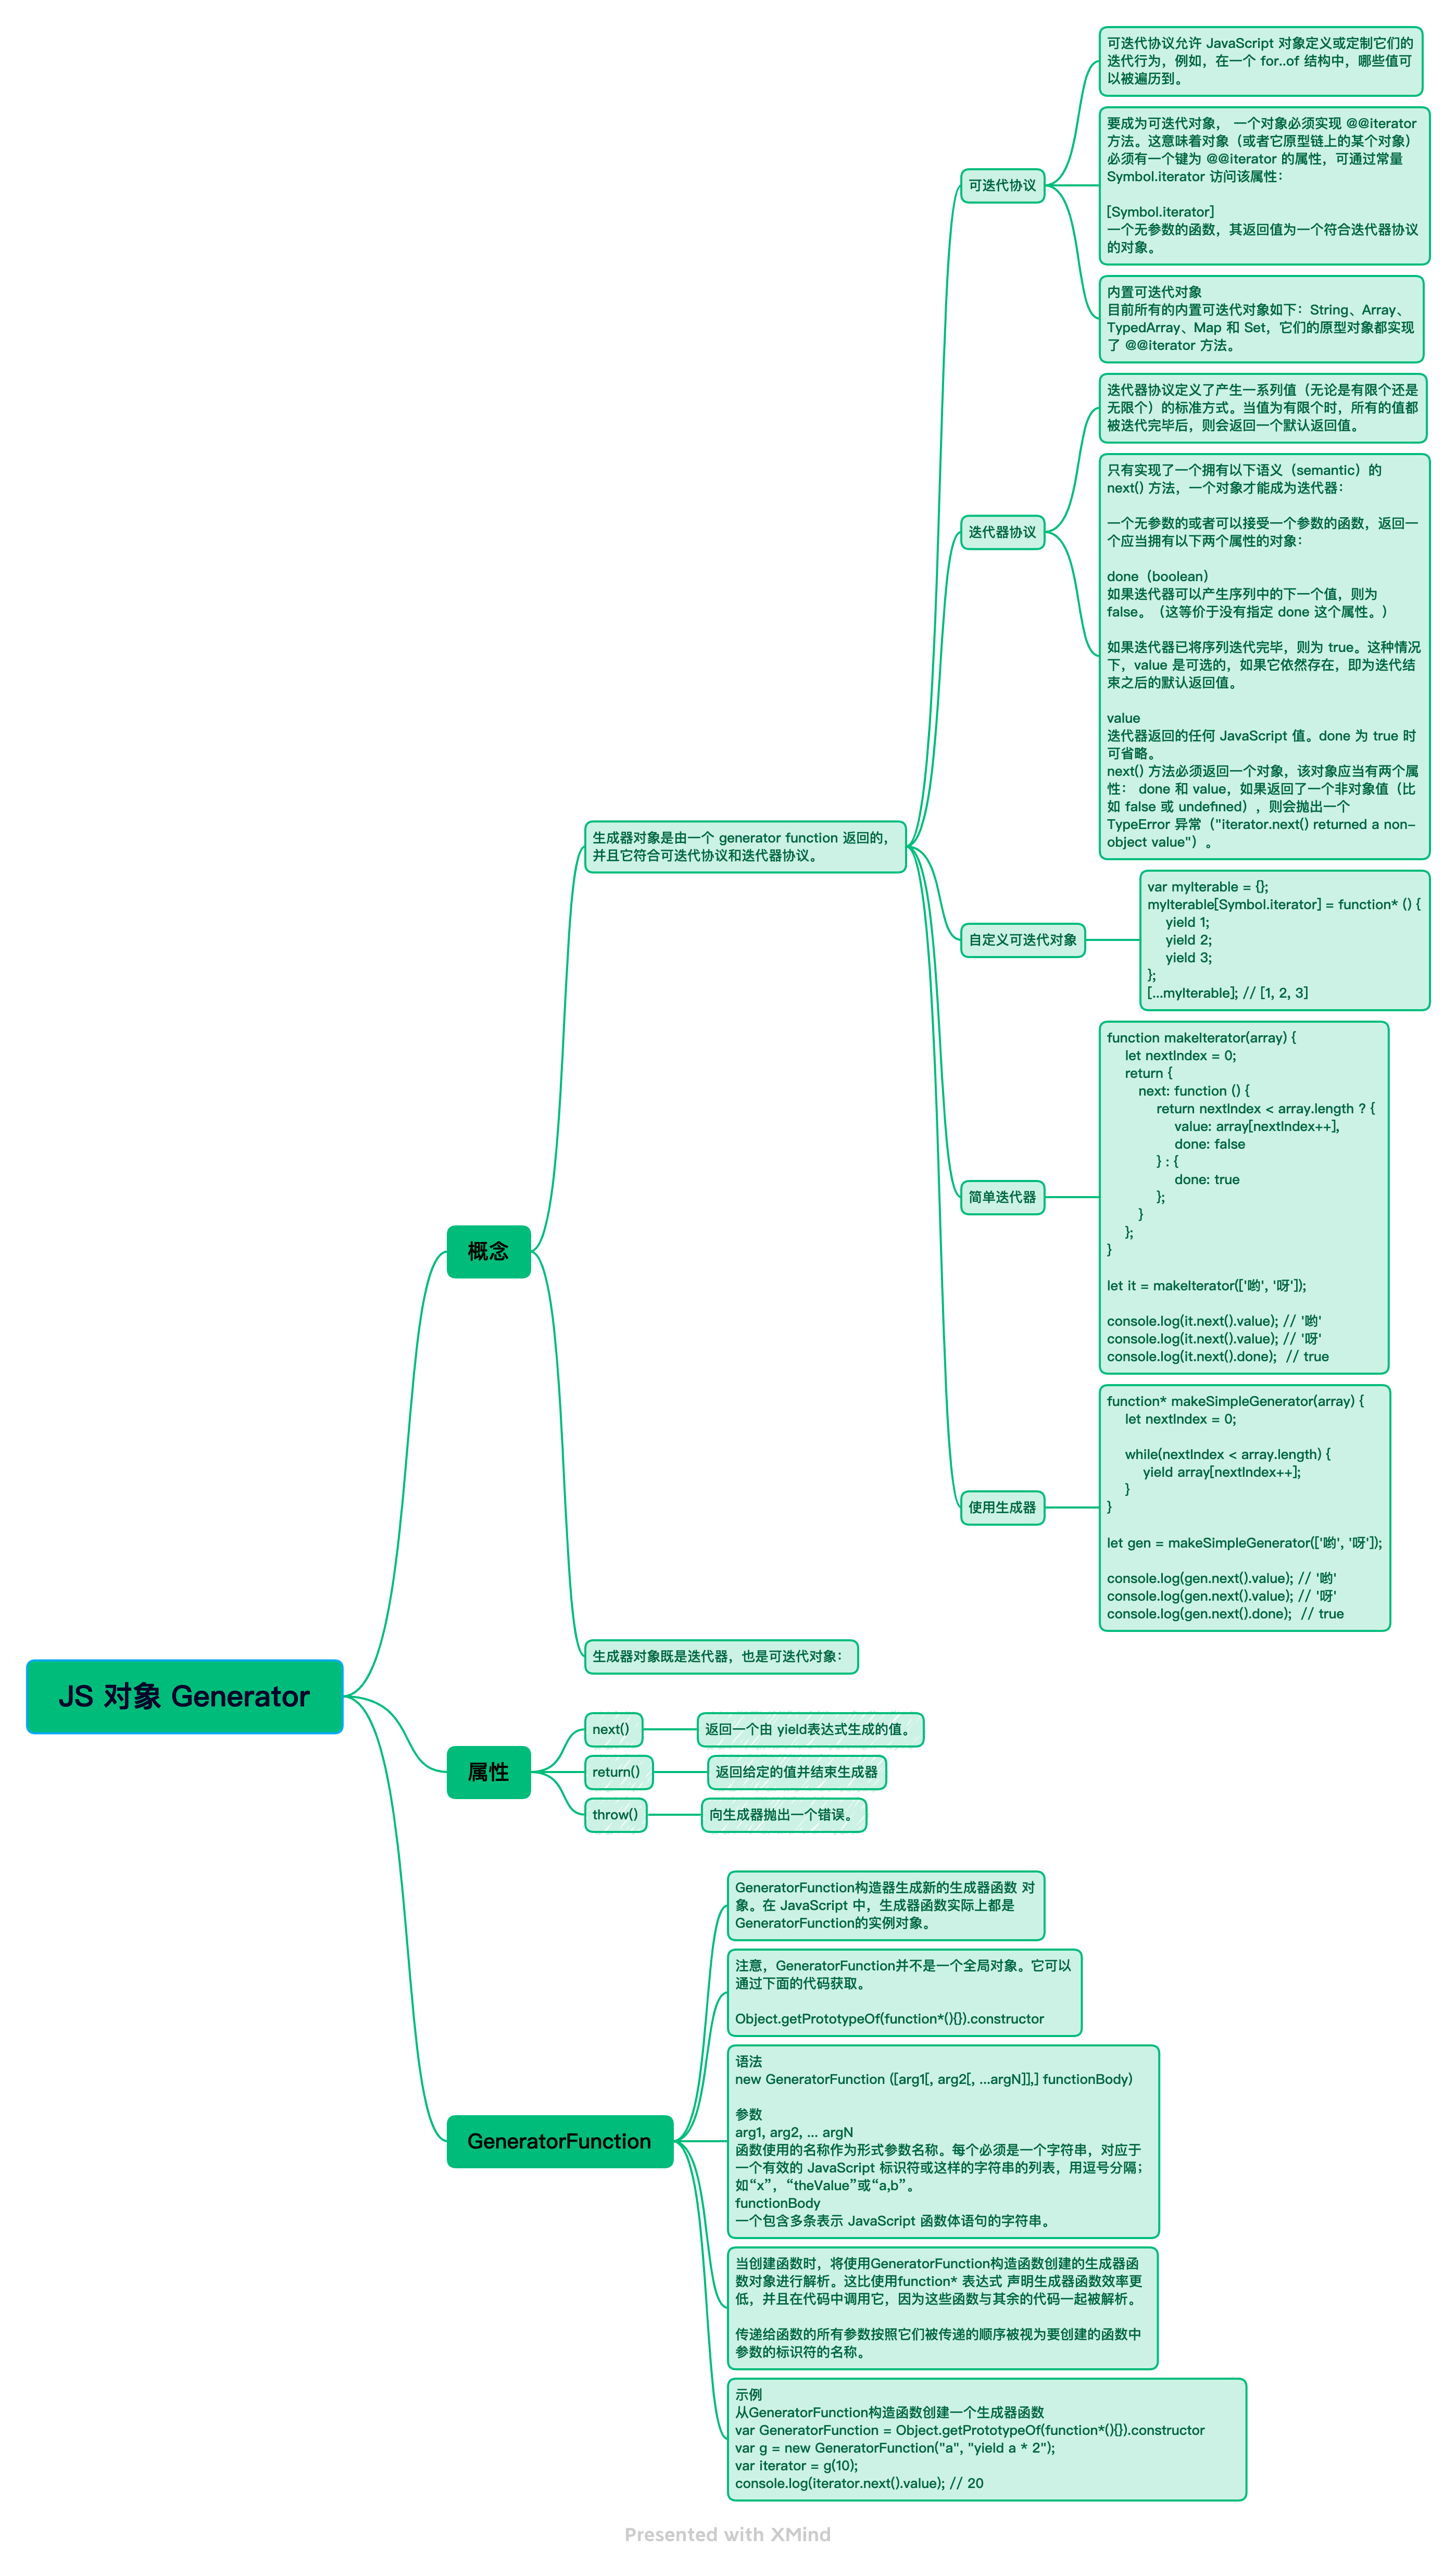 JS 对象 Generator
概念
生成器对象是由一个 generator function 返回的，
并且它符合可迭代协议和迭代器协议。
可迭代协议
可迭代协议允许 JavaScript 对象定义或定制它们的
迭代行为，例如，在一个 for..of 结构中，哪些值可
以被遍历到。
要成为可迭代对象， 一个对象必须实现 @@iterator
方法。这意味着对象（或者它原型链上的某个对象）
必须有一个键为 @@iterator 的属性，可通过常量
Symbol.iterator 访问该属性：
[Symbol.iterator]
一个无参数的函数，其返回值为一个符合迭代器协议
的对象。
内置可迭代对象
目前所有的内置可迭代对象如下：String、Array、
TypedArray、Map 和 Set，它们的原型对象都实现
了 @@iterator 方法。
迭代器协议
迭代器协议定义了产生一系列值（无论是有限个还是
无限个）的标准方式。当值为有限个时，所有的值都
被迭代完毕后，则会返回一个默认返回值。
只有实现了一个拥有以下语义（semantic）的
next() 方法，一个对象才能成为迭代器：
一个无参数的或者可以接受一个参数的函数，返回一
个应当拥有以下两个属性的对象：
done（boolean）
如果迭代器可以产生序列中的下一个值，则为
false。（这等价于没有指定 done 这个属性。）
如果迭代器已将序列迭代完毕，则为 true。这种情况
下，value 是可选的，如果它依然存在，即为迭代结
束之后的默认返回值。
value
迭代器返回的任何 JavaScript 值。done 为 true 时
可省略。
next() 方法必须返回一个对象，该对象应当有两个属
性： done 和 value，如果返回了一个非对象值（比
如 false 或 undefined），则会抛出一个
TypeError 异常（"iterator.next() returned a non-
object value"）。
自定义可迭代对象
var myIterable = {};
myIterable[Symbol.iterator] = function* () {
yield 1;
yield 2;
yield 3;
};
[...myIterable]; // [1, 2, 3]
简单迭代器
function makeIterator(array) {
let nextIndex = 0;
return {
next: function () {
return nextIndex < array.length ? {
value: array[nextIndex++],
done: false
} : {
done: true
};
}
};
}
let it = makeIterator(['哟', '呀']);
console.log(it.next().value); // '哟'
console.log(it.next().value); // '呀'
console.log(it.next().done);  // true
使用生成器
function* makeSimpleGenerator(array) {
let nextIndex = 0;
while(nextIndex < array.length) {
yield array[nextIndex++];
}
}
let gen = makeSimpleGenerator(['哟', '呀']);
console.log(gen.next().value); // '哟'
console.log(gen.next().value); // '呀'
console.log(gen.next().done);  // true
生成器对象既是迭代器，也是可迭代对象：
属性
next()
返回一个由 yield表达式生成的值。
return()
返回给定的值并结束生成器
throw()
向生成器抛出一个错误。
GeneratorFunction
GeneratorFunction构造器生成新的生成器函数 对
象。在 JavaScript 中，生成器函数实际上都是
GeneratorFunction的实例对象。
注意，GeneratorFunction并不是一个全局对象。它可以
通过下面的代码获取。
Object.getPrototypeOf(function*(){}).constructor
语法
new GeneratorFunction ([arg1[, arg2[, ...argN]],] functionBody)
参数
arg1, arg2, ... argN
函数使用的名称作为形式参数名称。每个必须是一个字符串，对应于
一个有效的 JavaScript 标识符或这样的字符串的列表，用逗号分隔；
如“x”，“theValue”或“a,b”。
functionBody
一个包含多条表示 JavaScript 函数体语句的字符串。
当创建函数时，将使用GeneratorFunction构造函数创建的生成器函
数对象进行解析。这比使用function* 表达式 声明生成器函数效率更
低，并且在代码中调用它，因为这些函数与其余的代码一起被解析。
传递给函数的所有参数按照它们被传递的顺序被视为要创建的函数中
参数的标识符的名称。
示例
从GeneratorFunction构造函数创建一个生成器函数
var GeneratorFunction = Object.getPrototypeOf(function*(){}).constructor
var g = new GeneratorFunction("a", "yield a * 2");
var iterator = g(10);
console.log(iterator.next().value); // 20
Presented with XMind